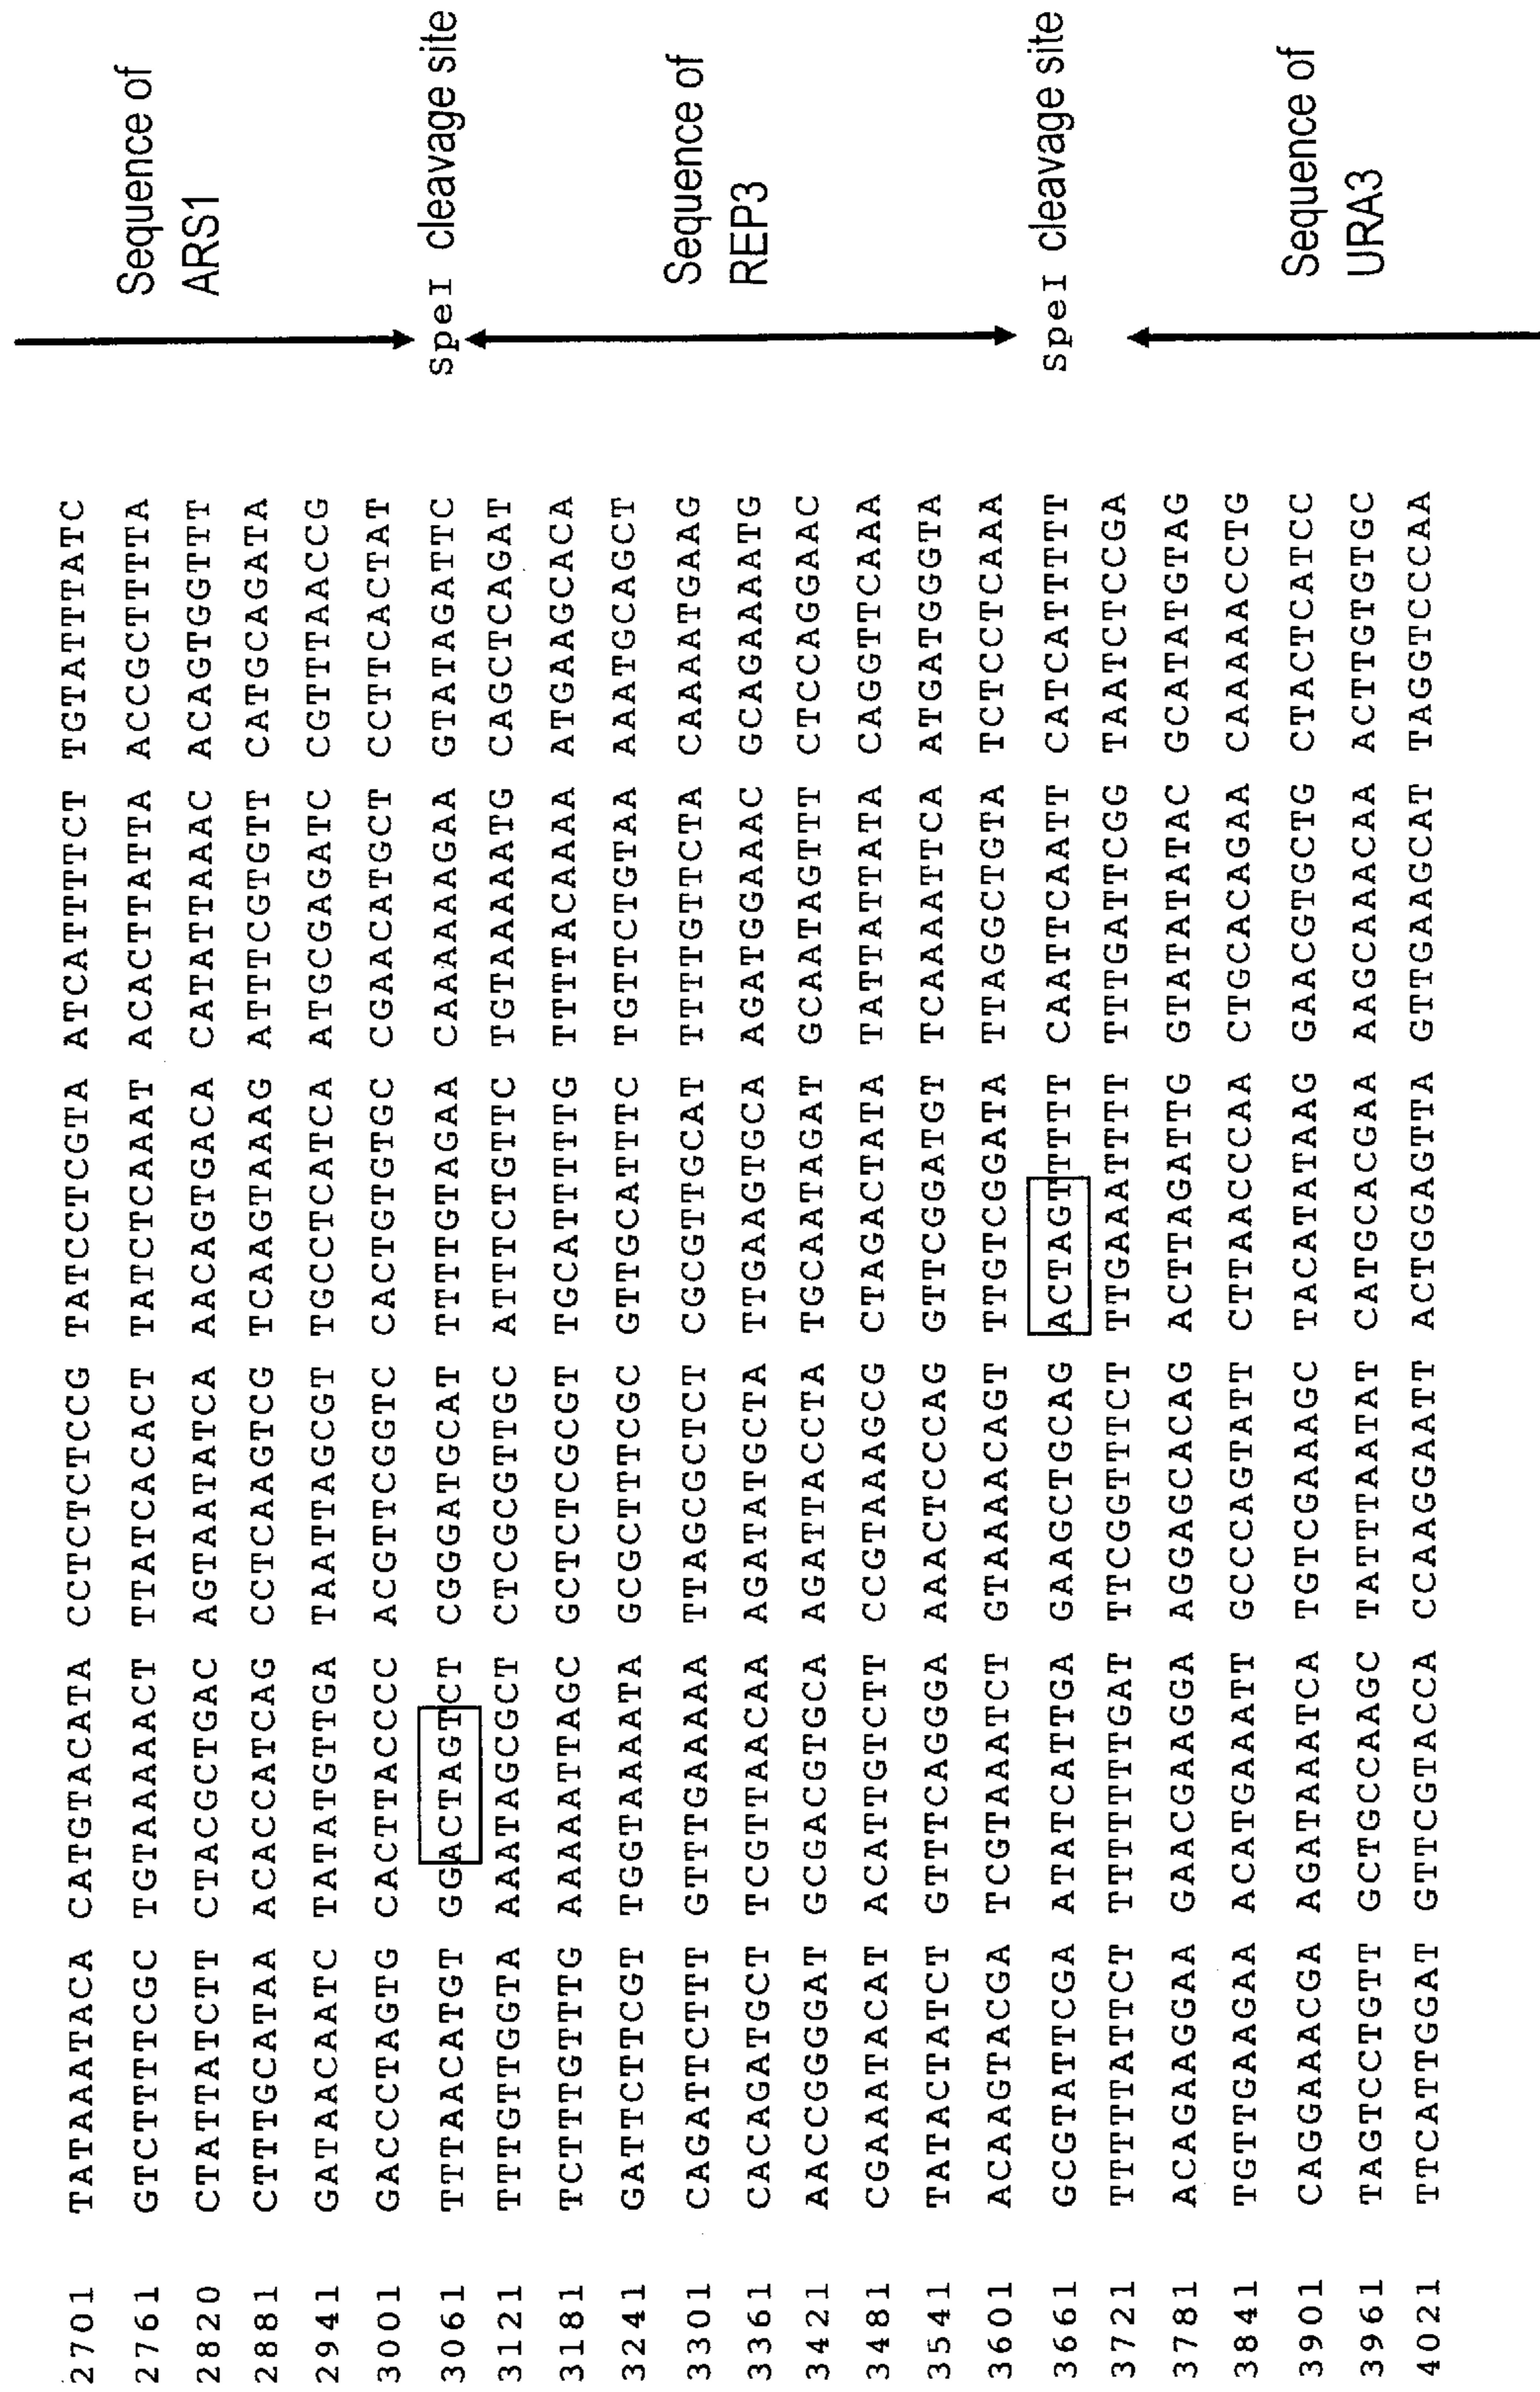 2701 TATAAATACA CATGTACATA CCTCTCTCCG TATCCTCGTA ATCATTTTCT TGTATTTATC
2761 GTCTTTTCGC TGTAAAAACT TTATCACACT TATCTCAAAT ACACTTATTA ACCGCTTTTA
2820 CTATTATCTT CTACGCTGAC AGTAATATCA AACAGTGACA CATATTAAAC ACAGTGGTTT
2881 CTTTGCATAA ACACCATCAG CCTCAAGTCG TCAAGTAAAG ATTTCGTGTT CATGCAGATA
2941 GATAACAATC TATATGTTGA TAATTAGCGT TGCCTCATCA ATGCGAGATC CGTTTAACCG
3001 GACCCTAGTG CACTTACCCC ACGTTCGGTC CACTGTGTGC CGAACATGCT CCTTCACTAT
3061 TTTAACATGT GGACTAGTCT CGGGATGCAT TTTTGTAGAA CAAAAAAGAA GTATAGATTC
3121 TTTGTTGGTA AAATAGCGCT CTCGCGTTGC ATTTCTGTTC TGTAAAAATG CAGCTCAGAT
3181 TCTTTGTTTG AAAAATTAGC GCTCTCGCGT TGCATTTTTG TTTTACAAAA ATGAAGCACA
3241 GATTCTTCGT TGGTAAAATA GCGCTTTCGC GTTGCATTTC TGTTCTGTAA AAATGCAGCT
3301 CAGATTCTTT GTTTGAAAAA TTAGCGCTCT CGCGTTGCAT TTTTGTTCTA CAAAATGAAG
3361 CACAGATGCT TCGTTAACAA AGATATGCTA TTGAAGTGCA AGATGGAAAC GCAGAAAATG
3421 AACCGGGGAT GCGACGTGCA AGATTACCTA TGCAATAGAT GCAATAGTTT CTCCAGGAAC
3481 CGAAATACAT ACATTGTCTT CCGTAAAGCG CTAGACTATA TATTATTATA CAGGTTCAAA
3541 TATACTATCT GTTTCAGGGA AAACTCCCAG GTTCGGATGT TCAAAATTCA ATGATGGGTA
3601 ACAAGTACGA TCGTAAATCT GTAAAACAGT TTGTCGGATA TTAGGCTGTA TCTCCTCAAA
3661 GCGTATTCGA ATATCATTGA GAAGCTGCAG ACTAGTTTTT CAATTCAATT CATCATTTTT
3721 TTTTTATTCT TTTTTTTGAT TTCGGTTTCT TTGAAATTTT TTTGATTCGG TAATCTCCGA
3781 ACAGAAGGAA GAACGAAGGA AGGAGCACAG ACTTAGATTG GTATATATAC GCATATGTAG
3841 TGTTGAAGAA ACATGAAATT GCCCAGTATT CTTAACCCAA CTGCACAGAA CAAAAACCTG
3901 CAGGAAACGA AGATAAATCA TGTCGAAAGC TACATATAAG GAACGTGCTG CTACTCATCC
3961 TAGTCCTGTT GCTGCCAAGC TATTTAATAT CATGCACGAA AAGCAAACAA ACTTGTGTGC
4021 TTCATTGGAT GTTCGTACCA CCAAGGAATT ACTGGAGTTA GTTGAAGCAT TAGGTCCCAA
Sequence of
ARS1
speI cleavage site
Sequence of
REP3
speI cleavage site
Sequence of
URA3